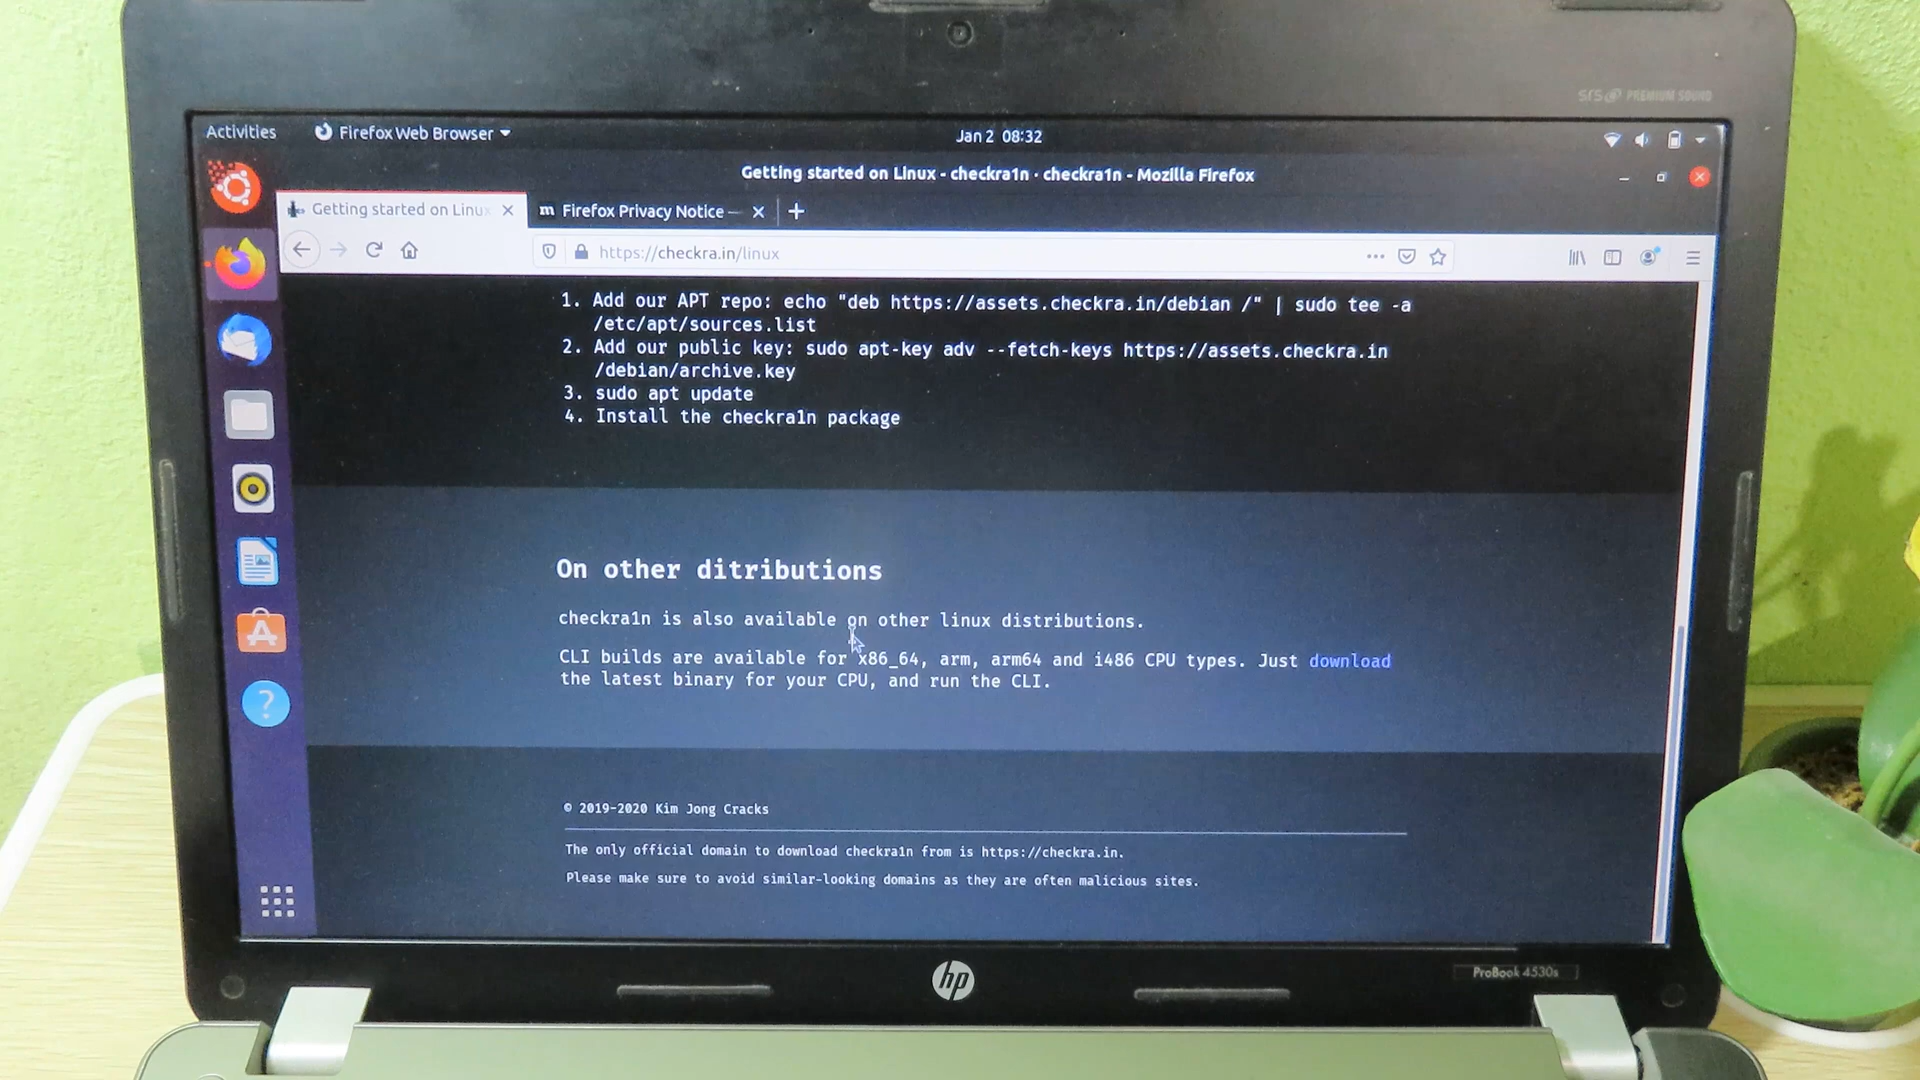 SRS PREMIUM SOUND
Activities
Firefox Web Browser
Jan 2 08:32
Getting started on Linux - checkra1n · checkra1n - Mozilla Firefox
Getting started on Linux
m Firefox Privacy Notice —
https://checkra.in/linux
1. Add our APT repo: echo "deb https://assets.checkra.in/debian /" | sudo tee -a
/etc/apt/sources.list
2. Add our public key: sudo apt-key adv --fetch-keys https://assets.checkra.in
/debian/archive.key
3. sudo apt update
4. Install the checkra1n package
On other ditributions
checkra1n is also available on other linux distributions.
CLI builds are available for x86_64, arm, arm64 and i486 CPU types. Just download
the latest binary for your CPU, and run the CLI.
© 2019-2020 Kim Jong Cracks
The only official domain to download checkra1n from is https://checkra.in.
Please make sure to avoid similar-looking domains as they are often malicious sites.
hp
ProBook 4530s